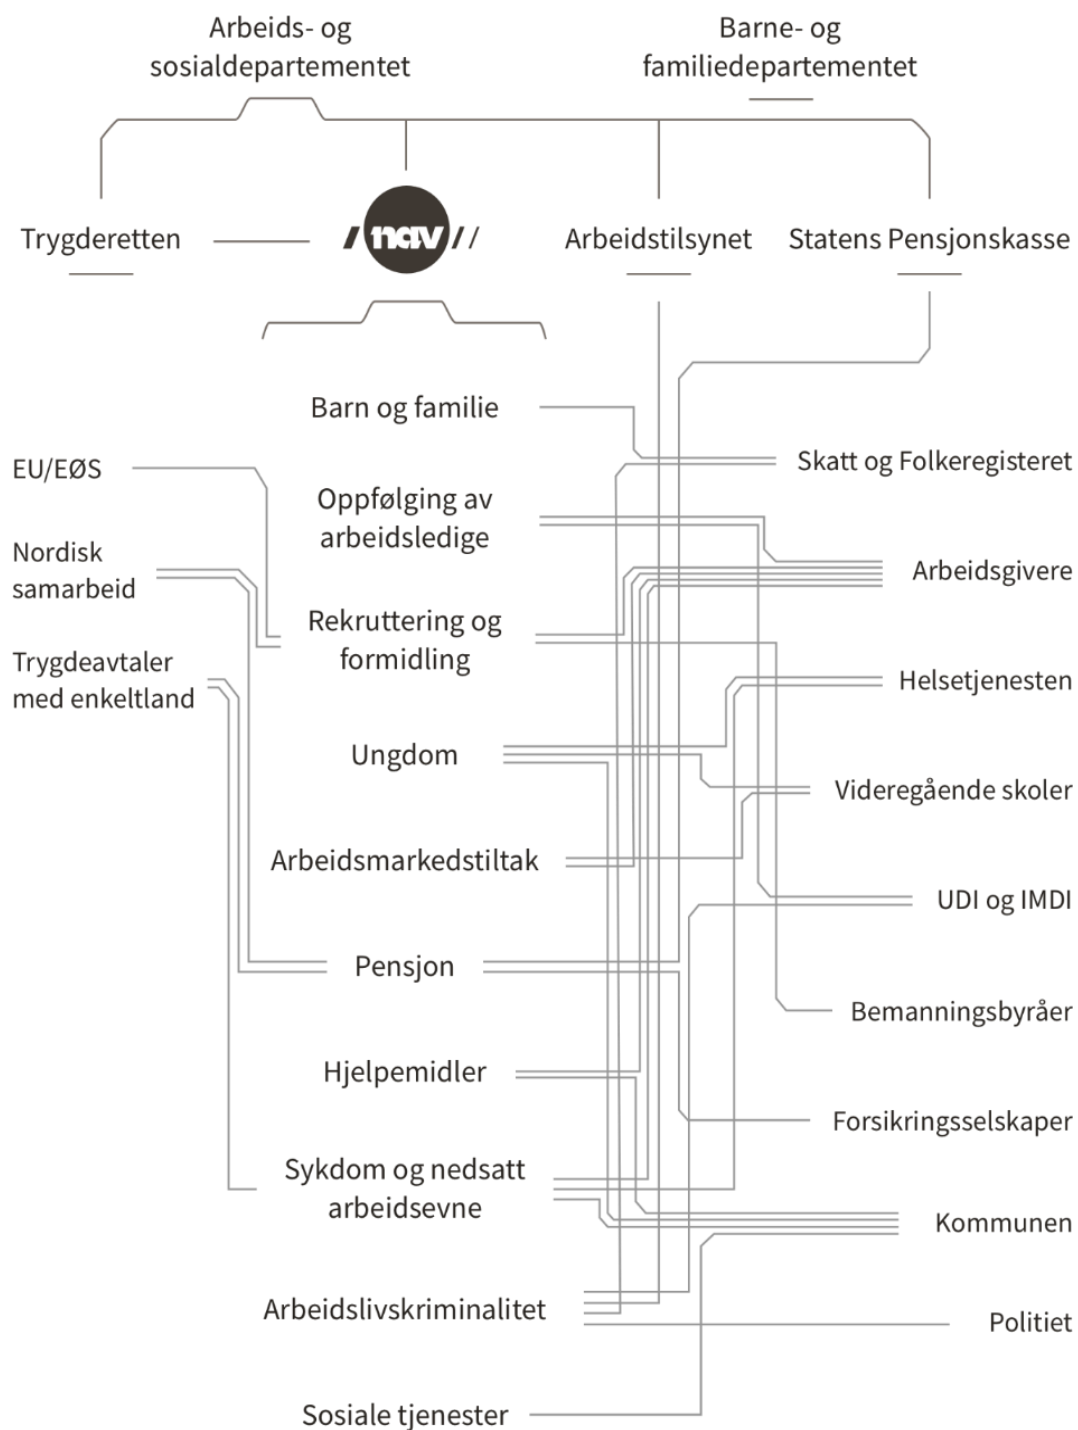 Arbeids- og
sosialdepartementet
Barne- og
familiedepartementet
Trygderetten
nav
Arbeidstilsynet
Statens Pensjonskasse
Barn og familie
EU/EØS
Skatt og Folkeregisteret
Oppfølging av
arbeidsledige
Nordisk
samarbeid
Arbeidsgivere
Rekruttering og
formidling
Trygdeavtaler
med enkeltland
Helsetjenesten
Ungdom
Videregående skoler
Arbeidsmarkedstiltak
UDI og IMDI
Pensjon
Bemanningsbyråer
Hjelpemidler
Forsikringsselskaper
Sykdom og nedsatt
arbeidsevne
Kommunen
Arbeidslivskriminalitet
Politiet
Sosiale tjenester